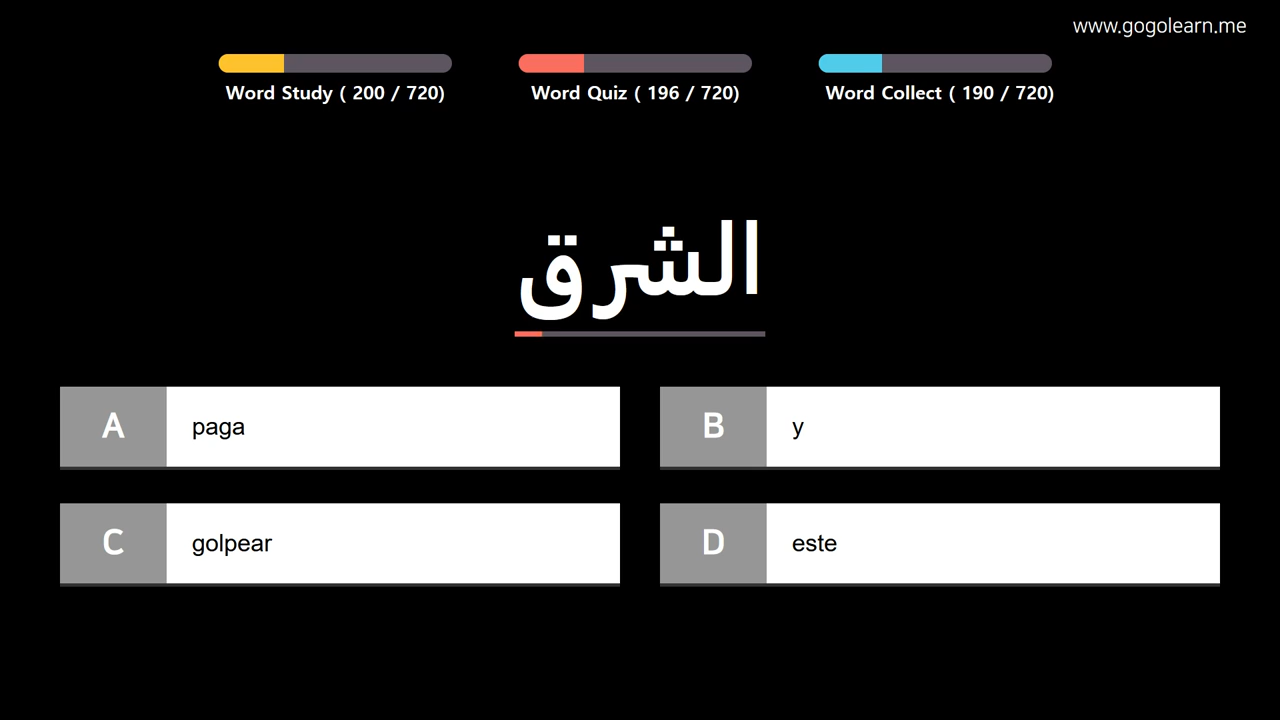 www.gogolearn.me
Word Study ( 200 / 720)
Word Quiz ( 196 / 720)
Word Collect ( 190 / 720)
الشرق
A paga
B y
C golpear
D este